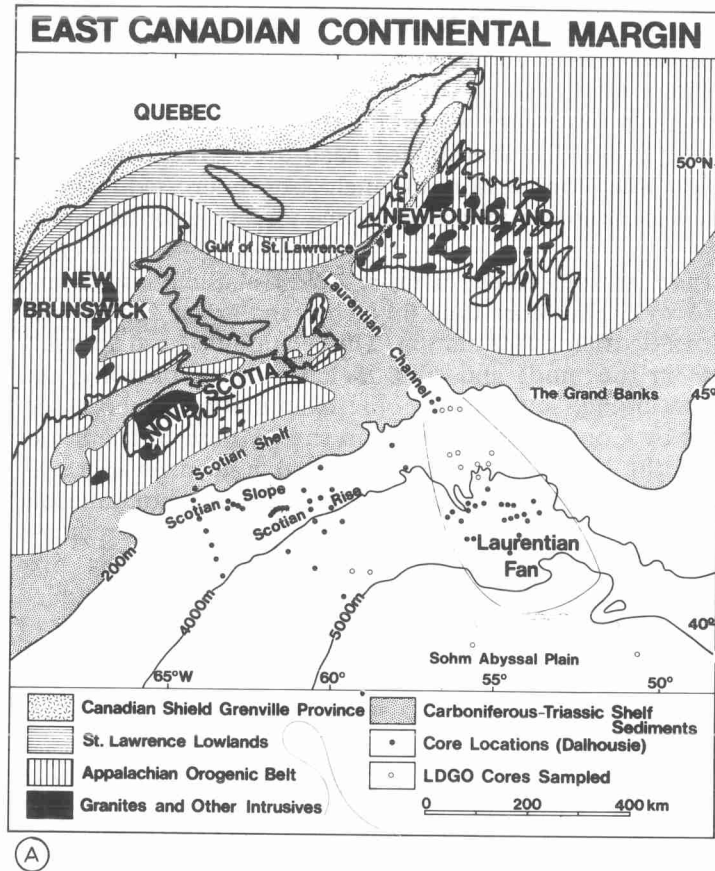 EAST CANADIAN CONTINENTAL MARGIN
QUEBEC
50°N
NEWFOUNDLAND
Gulf of St. Lawrence
NEW
BRUNSWICK
Laurentian Channel
NOVA SCOTIA
The Grand Banks
45°
Scotian Shelf
Scotian Slope
Scotian Rise
Laurentian
Fan
200m
4000m
5000m
40°
Sohm Abyssal Plain
65°W
60°
55°
50°
Canadian Shield Grenville Province
St. Lawrence Lowlands
Appalachian Orogenic Belt
Granites and Other Intrusives
Carboniferous-Triassic Shelf
Sediments
Core Locations (Dalhousie)
LDGO Cores Sampled
0 200 400 km
A